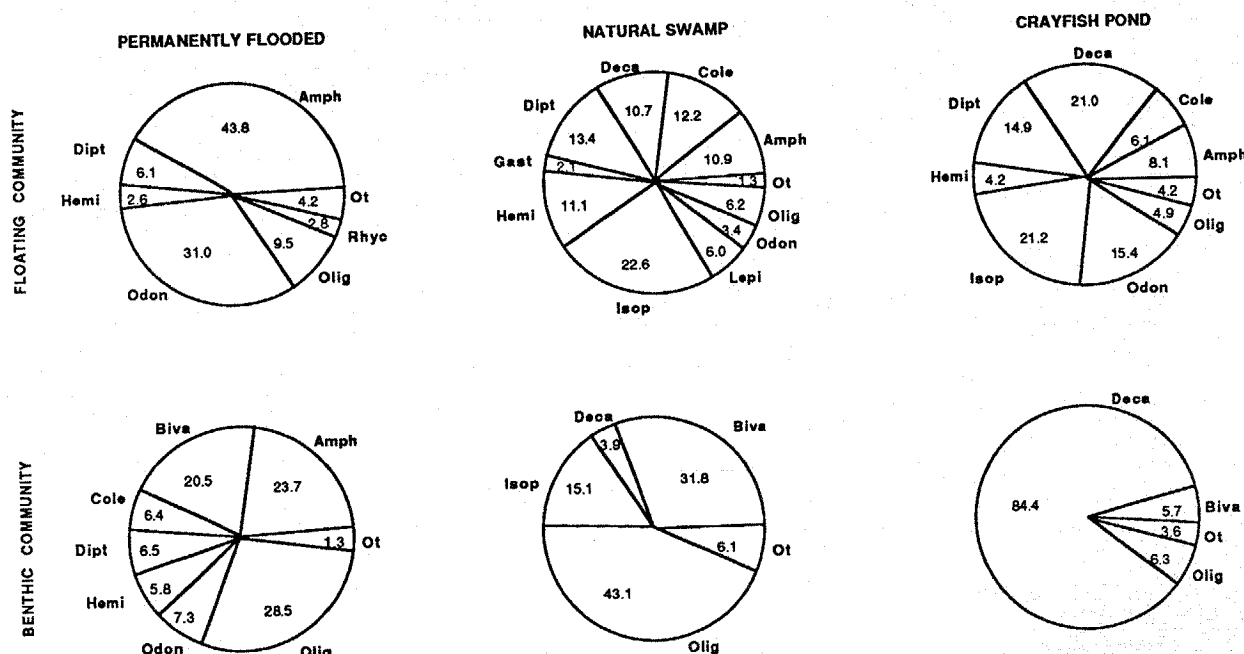 PERMANENTLY FLOODED
NATURAL SWAMP
CRAYFISH POND
FLOATING COMMUNITY
Amph
43.8
Dipt
6.1
Hemi
2.6
31.0
Odon
9.5
Olig
2.8
Rhyc
4.2
Ot
Deca
10.7
Cole
12.2
Dipt
13.4
Amph
10.9
Gast
2.1
Ot
1.3
Hemi
11.1
6.2
Olig
3.4
Odon
6.0
Lepi
22.6
Isop
Deca
21.0
Cole
6.1
Dipt
14.9
Amph
8.1
Hemi
4.2
Ot
4.2
Olig
4.9
21.2
Isop
15.4
Odon
BENTHIC COMMUNITY
Biva
20.5
Amph
23.7
Cole
6.4
Dipt
6.5
1.3
Ot
Hemi
5.8
7.3
Odon
28.5
Olig
Deca
3.9
Biva
31.8
Isop
15.1
6.1
Ot
43.1
Olig
Deca
84.4
5.7
Biva
3.6
Ot
6.3
Olig